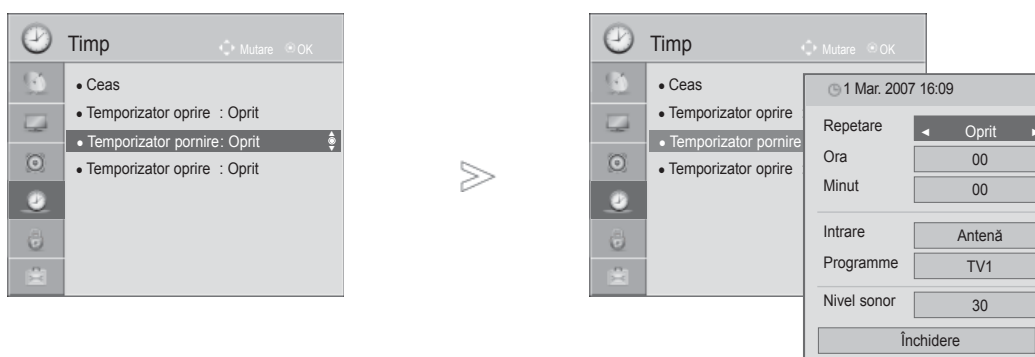 Timp
Mutare OK
● Ceas
● Temporizator oprire : Oprit
● Temporizator pornire: Oprit
● Temporizator oprire : Oprit
Timp
Mutare OK
● Ceas
● Temporizator oprire :
● Temporizator pornire
● Temporizator oprire :
1 Mar. 2007 16:09
Repetare ◄ Oprit ►
Ora 00
Minut 00
Intrare Antenă
Programme TV1
Nivel sonor 30
Închidere